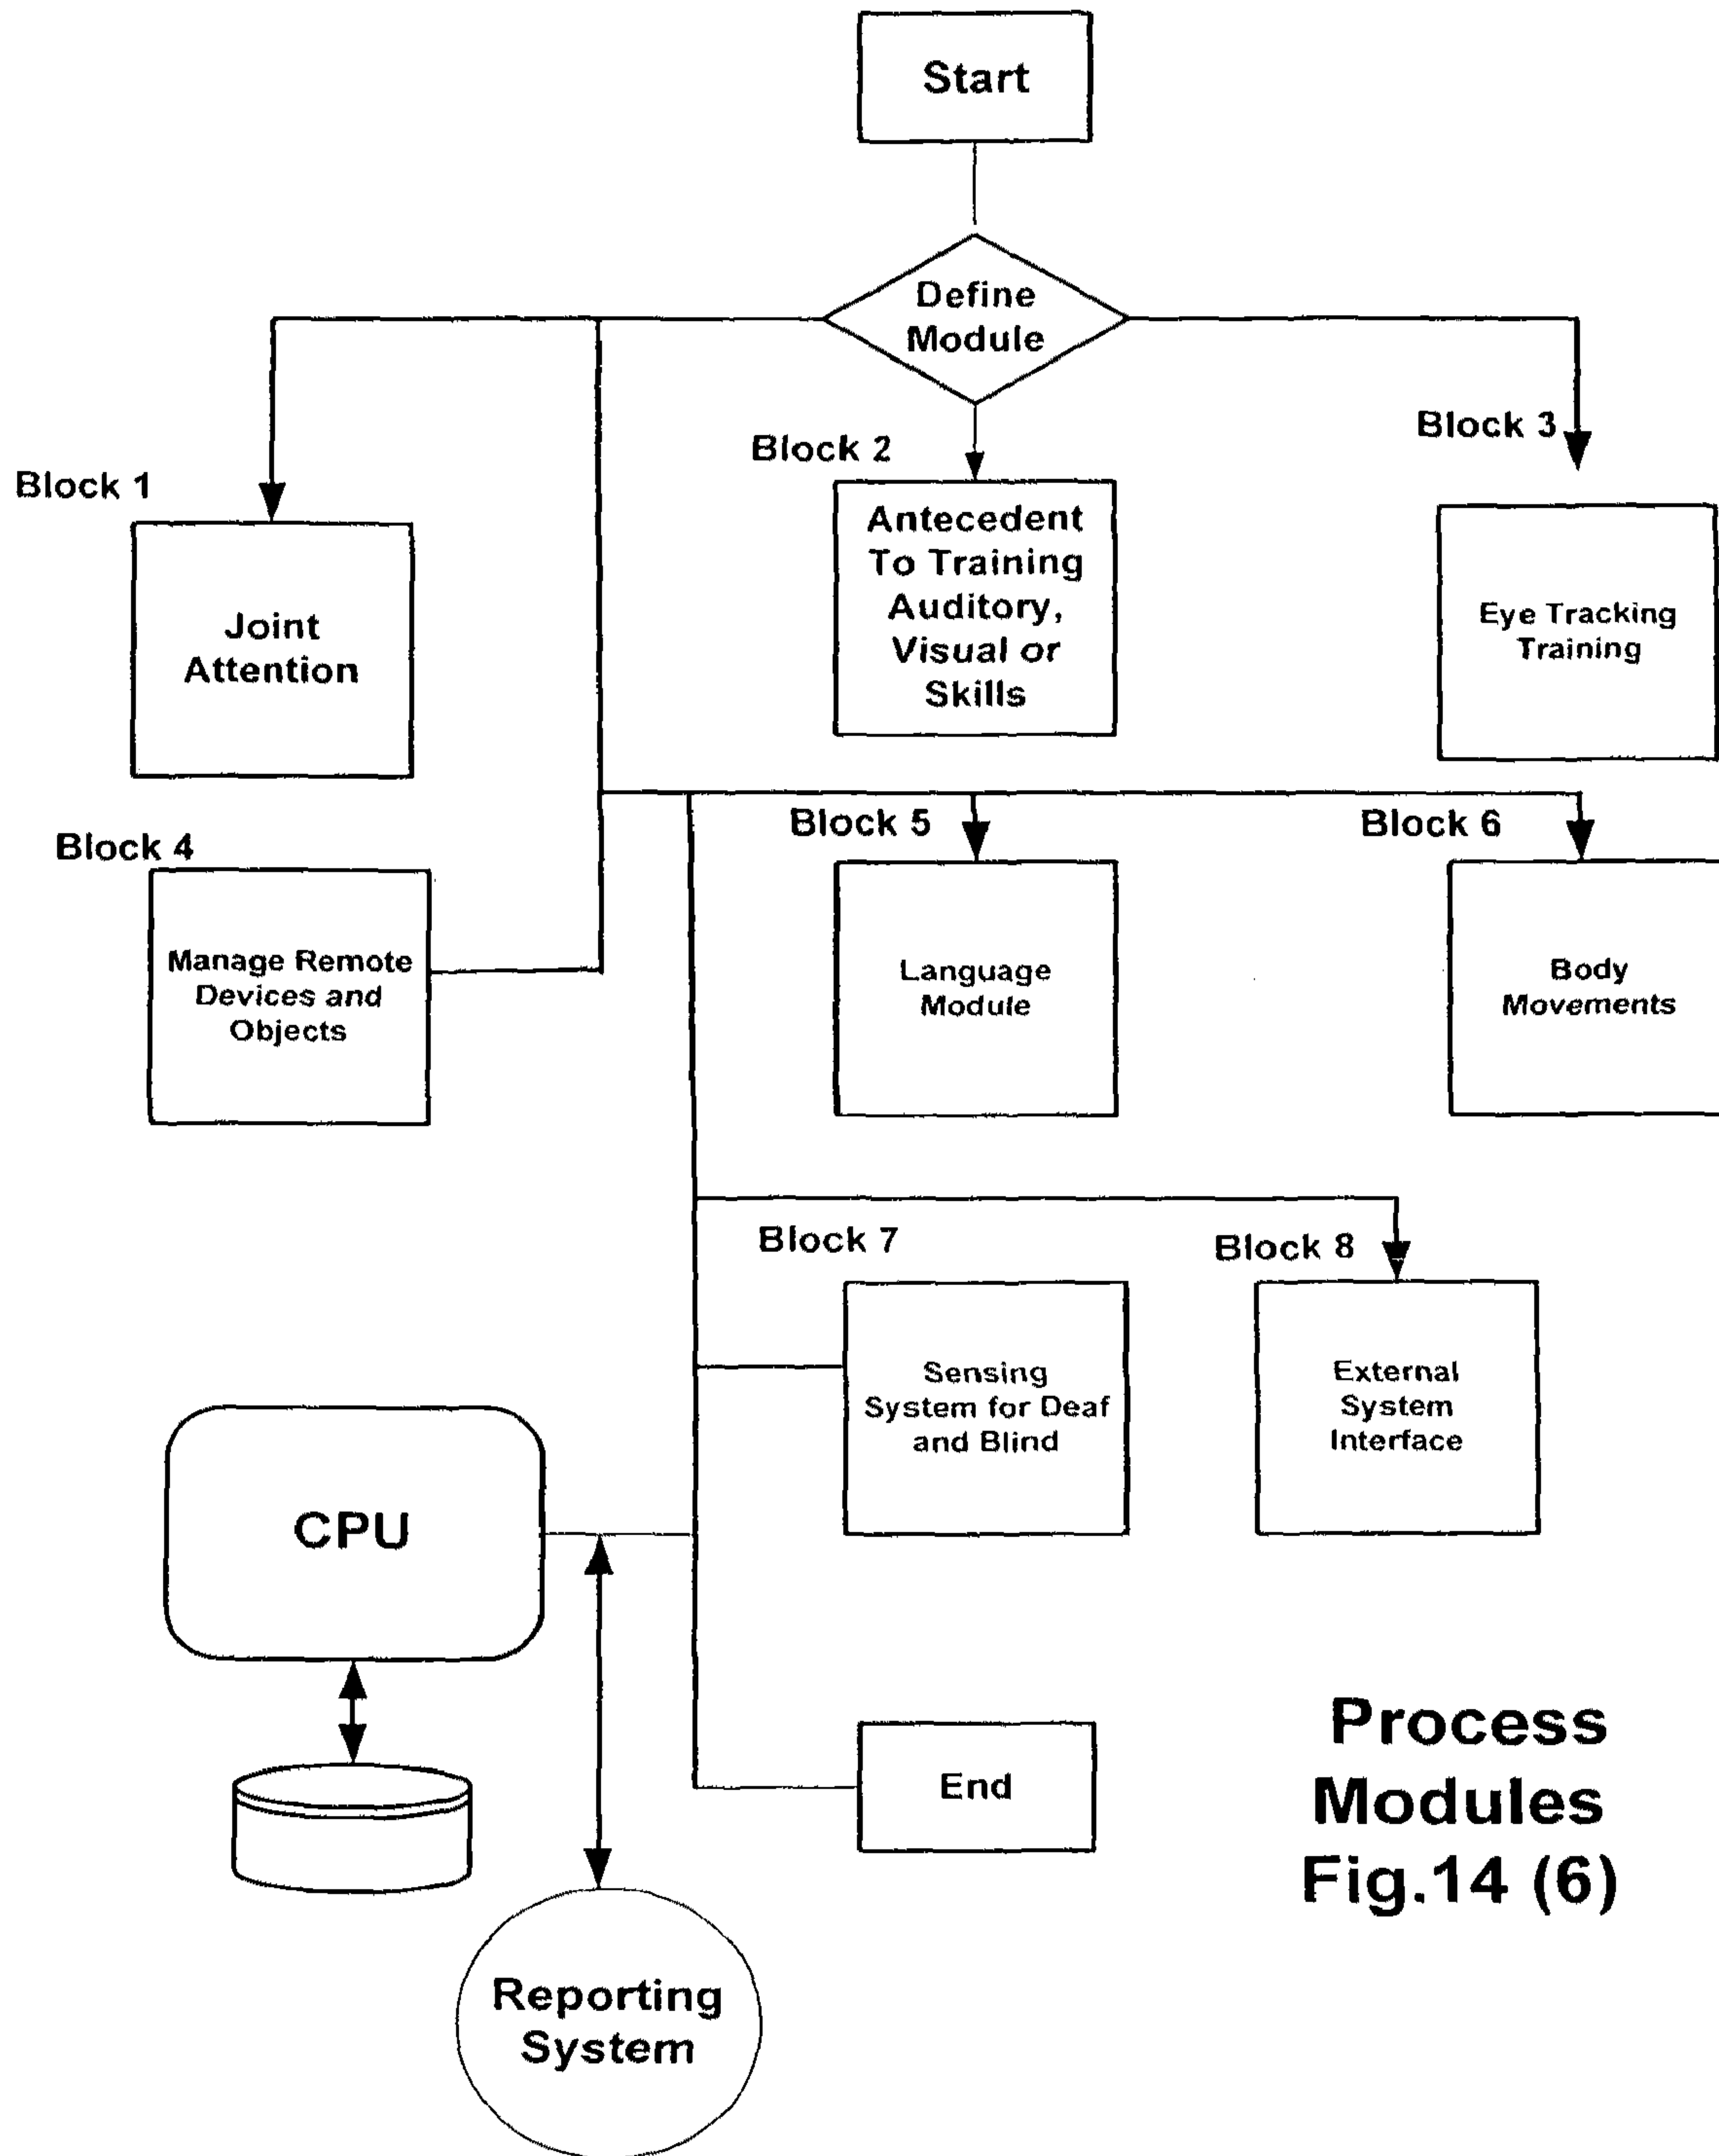 Start
Define
Module
Block 1
Block 2
Block 3
Joint
Attention
Antecedent
To Training
Auditory,
Visual or
Skills
Eye Tracking
Training
Block 4
Block 5
Block 6
Manage Remote
Devices and
Objects
Language
Module
Body
Movements
Block 7
Block 8
Sensing
System for Deaf
and Blind
External
System
Interface
CPU
End
Reporting
System
Process
Modules
Fig.14 (6)